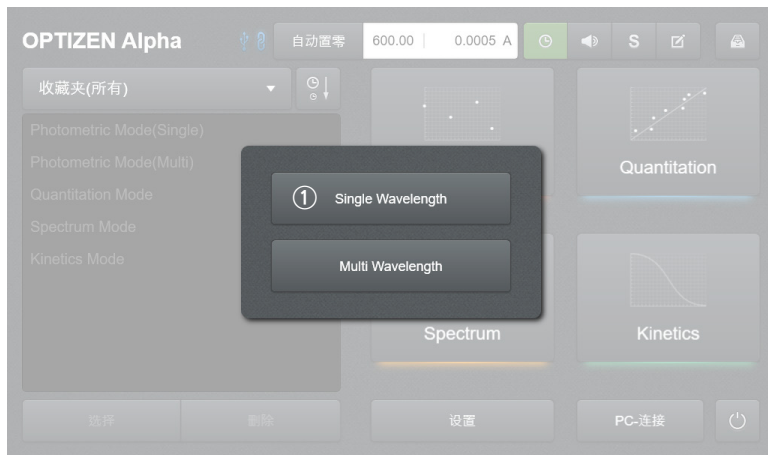 OPTIZEN Alpha
自动置零
600.00
0.0005 A
S
收藏夹(所有)
Photometric Mode(Single)
Photometric Mode(Multi)
Quantitation Mode
Spectrum Mode
Kinetics Mode
① Single Wavelength
Multi Wavelength
Quantitation
Spectrum
Kinetics
选择
删除
设置
PC-连接